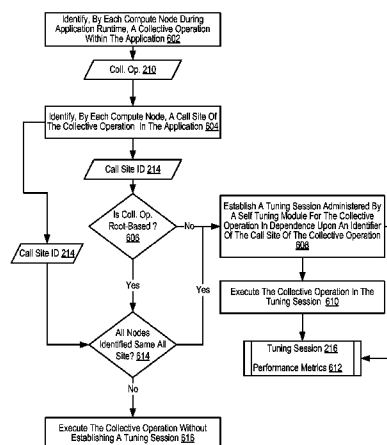 Identify, By Each Compute Node During
Application Runtime, A Collective Operation
Within The Application 602
Coll. Op. 210
Identify, By Each Compute Node, A Call Site Of
The Collective Operation In The Application 604
Call Site ID 214
Is Coll. Op.
Root-Based ?
606
No
Establish A Tuning Session Administered By
A Self Tuning Module For The Collective
Operation In Dependence Upon An Identifier
Of The Call Site Of The Collective Operation
608
Call Site ID 214
Yes
Yes
Execute The Collective Operation In The
Tuning Session 610
All Nodes
Identified Same All
Site? 614
Tuning Session 216
Performance Metrics 612
No
Execute The Collective Operation Without
Establishing A Tuning Session 616